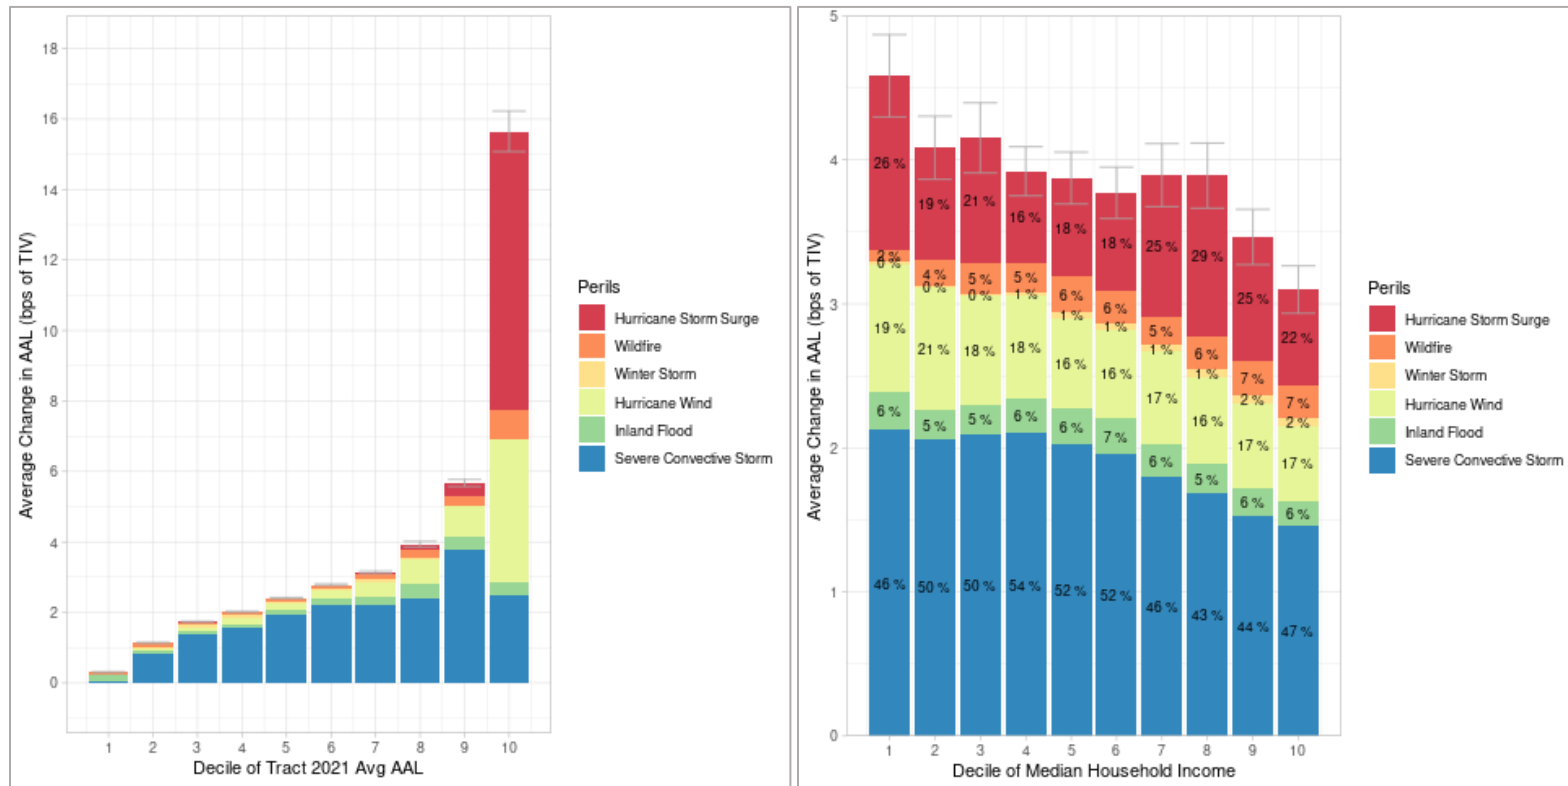 18
16
14
12
10
8
6
4
2
0
Average Change in AAL (bps of TIV)
1 2 3 4 5 6 7 8 9 10
Decile of Tract 2021 Avg AAL
Perils
Hurricane Storm Surge
Wildfire
Winter Storm
Hurricane Wind
Inland Flood
Severe Convective Storm
5
4
3
2
1
0
Average Change in AAL (bps of TIV)
26 % 19 % 21 % 16 % 18 % 18 % 25 % 29 % 25 % 22 %
2 % 4 % 5 % 5 % 6 % 6 % 5 % 6 % 7 % 7 %
0 % 0 % 0 % 1 % 1 % 1 % 1 % 1 % 2 % 2 %
19 % 21 % 18 % 18 % 16 % 16 % 17 % 16 % 17 % 17 %
6 % 5 % 5 % 6 % 6 % 7 % 6 % 5 % 6 % 6 %
46 % 50 % 50 % 54 % 52 % 52 % 46 % 43 % 44 % 47 %
1 2 3 4 5 6 7 8 9 10
Decile of Median Household Income
Perils
Hurricane Storm Surge
Wildfire
Winter Storm
Hurricane Wind
Inland Flood
Severe Convective Storm